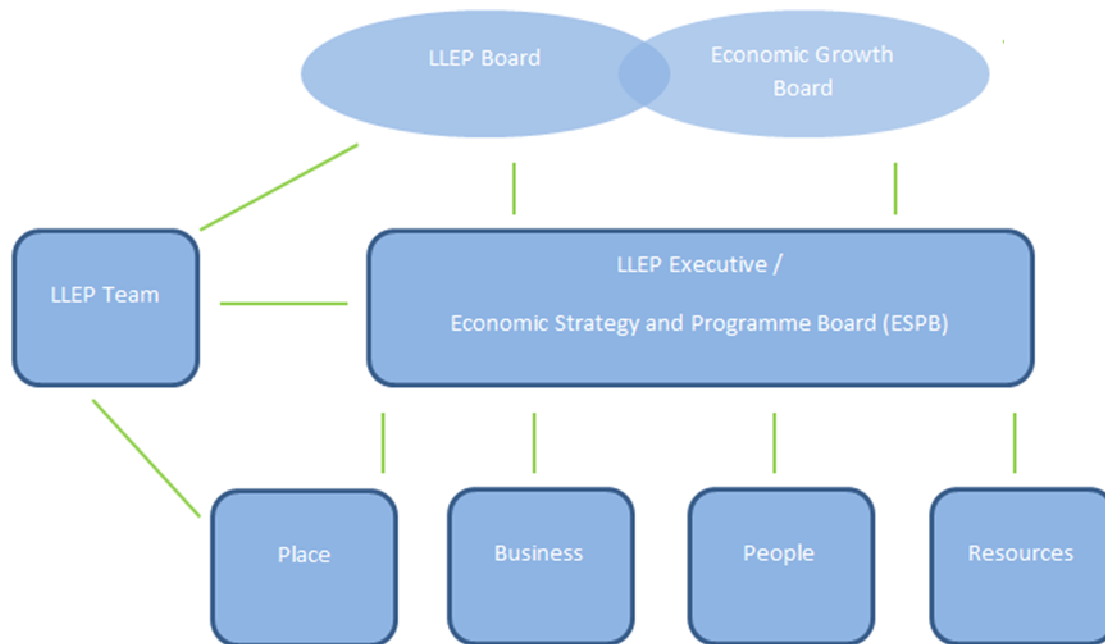 LLEP Board
Economic Growth
Board
LLEP Team
LLEP Executive /
Economic Strategy and Programme Board (ESPB)
Place
Business
People
Resources